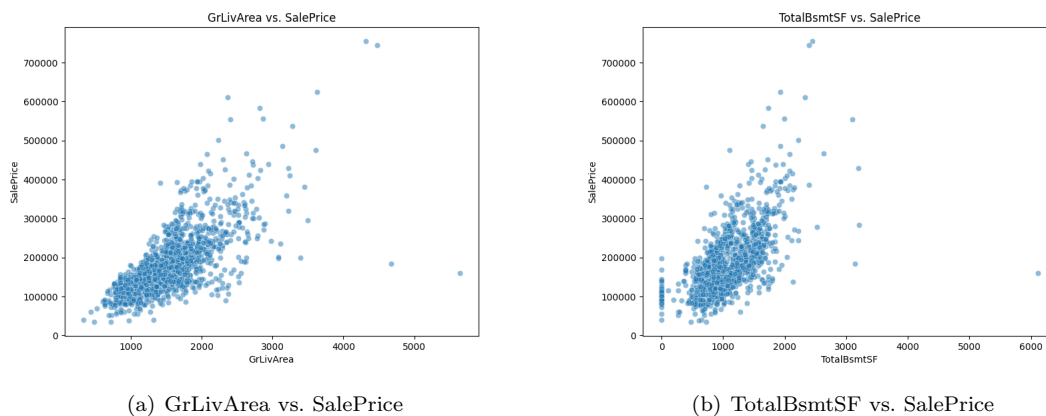 GrLivArea vs. SalePrice
700000
600000
500000
400000
300000
200000
100000
0
SalePrice
1000 2000 3000 4000 5000
GrLivArea
(a) GrLivArea vs. SalePrice
TotalBsmtSF vs. SalePrice
700000
600000
500000
400000
300000
200000
100000
0
SalePrice
0 1000 2000 3000 4000 5000 6000
TotalBsmtSF
(b) TotalBsmtSF vs. SalePrice